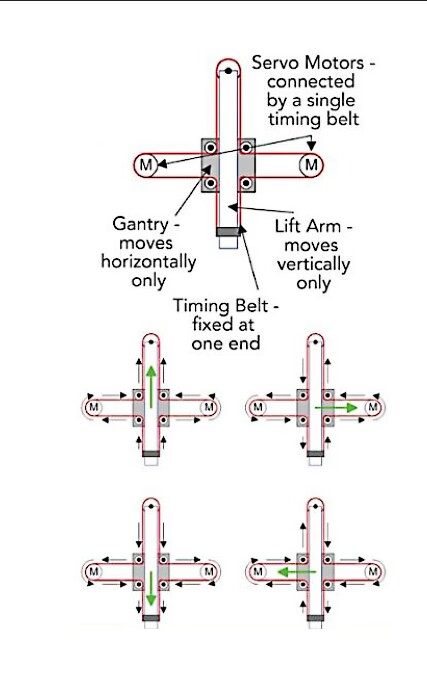 Servo Motors -
connected
by a single
timing belt
M
M
Gantry -
moves
horizontally
only
Lift Arm -
moves
vertically
only
Timing Belt -
fixed at
one end
M
M
M
M
M
M
M
M